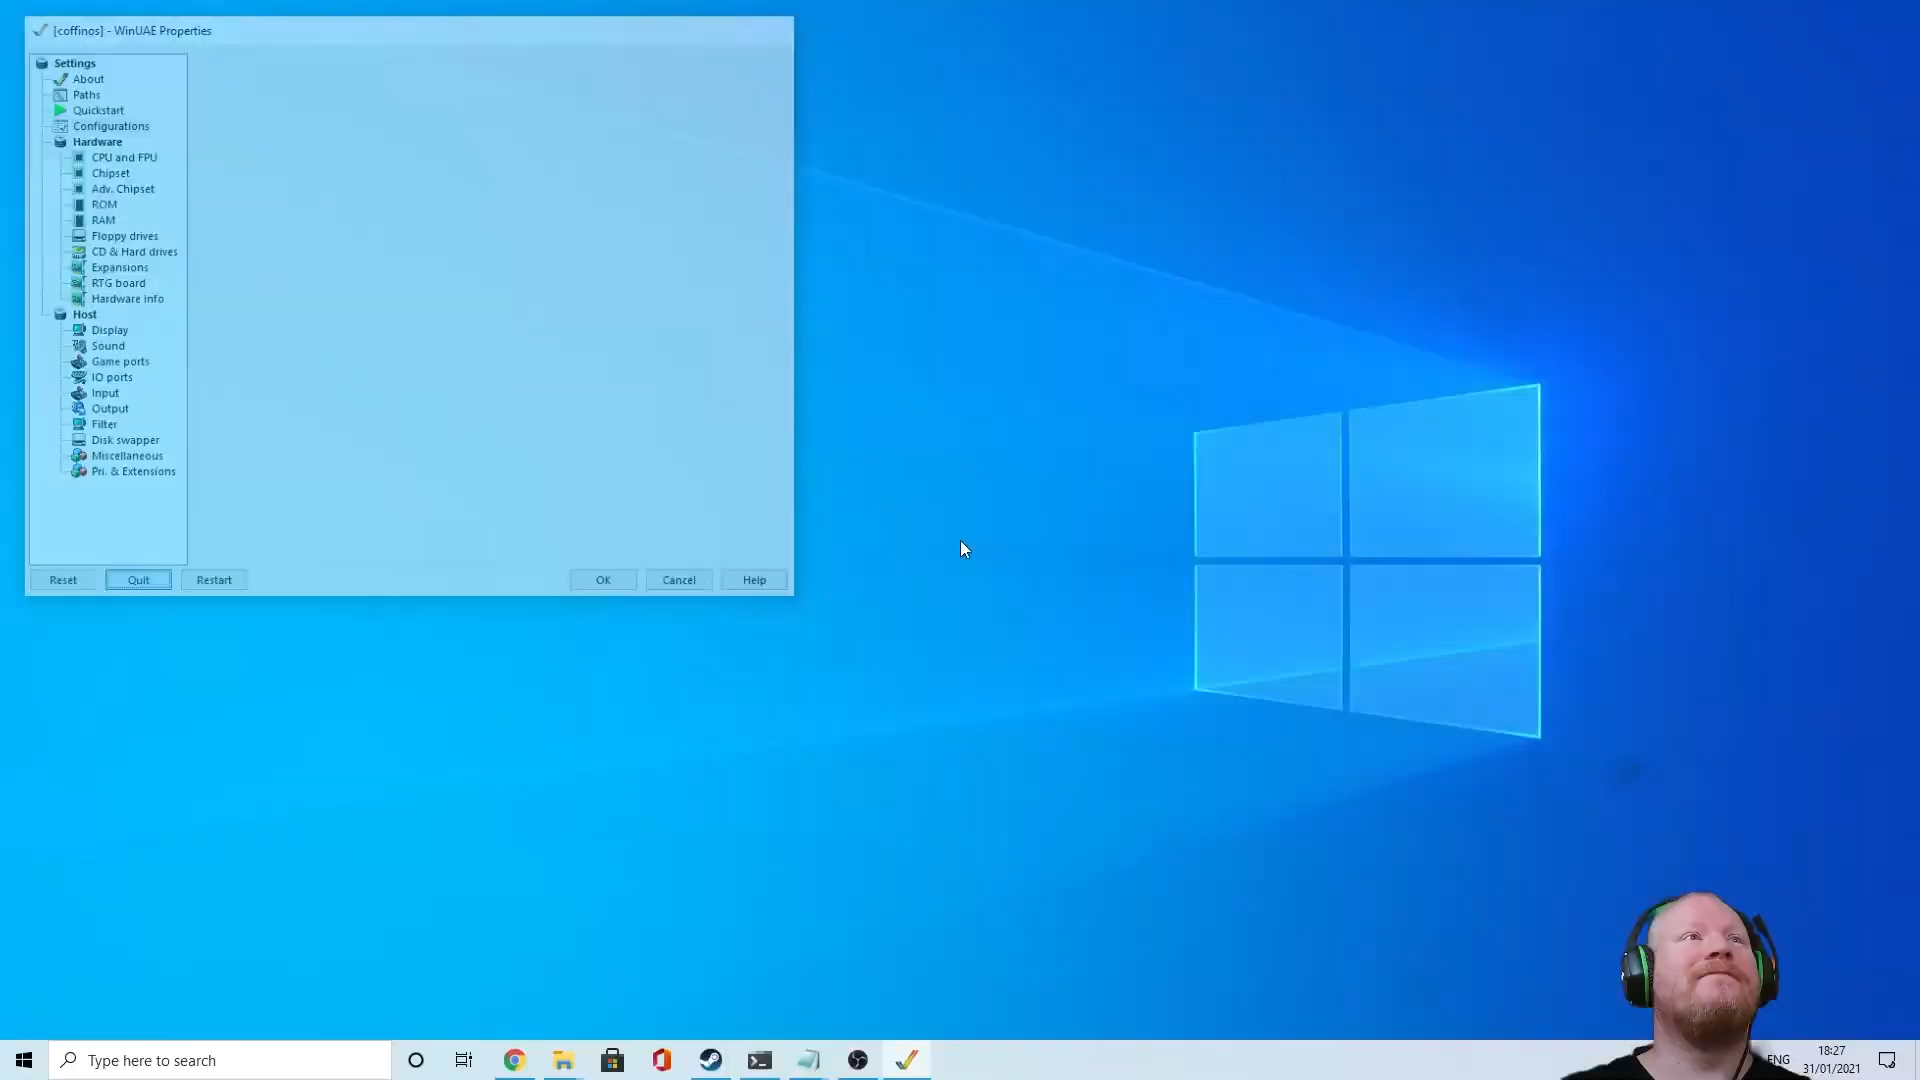 [coffinos] - WinUAE Properties
Settings
About
Paths
Quickstart
Configurations
Hardware
CPU and FPU
Chipset
Adv. Chipset
ROM
RAM
Floppy drives
CD & Hard drives
Expansions
RTG board
Hardware info
Host
Display
Sound
Game ports
IO ports
Input
Output
Filter
Disk swapper
Miscellaneous
Pri. & Extensions
Reset
Quit
Restart
OK
Cancel
Help
Type here to search
ENG
18:27
31/01/2021